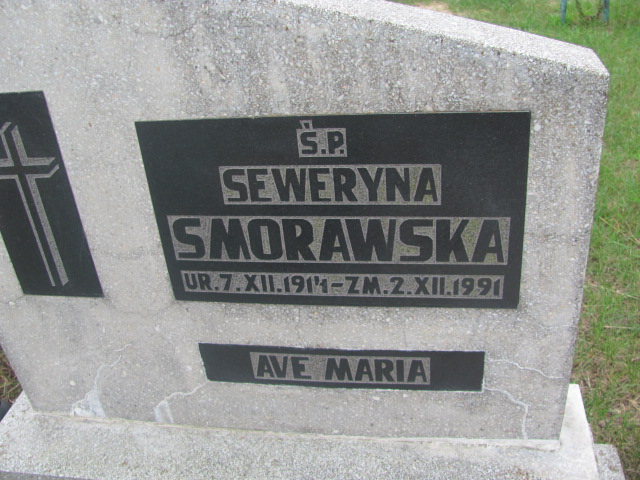 Ś.P.
SEWERYNA
SMORAWSKA
UR.7.XII.1914-ZM.2.XII.1991
AVE MARIA